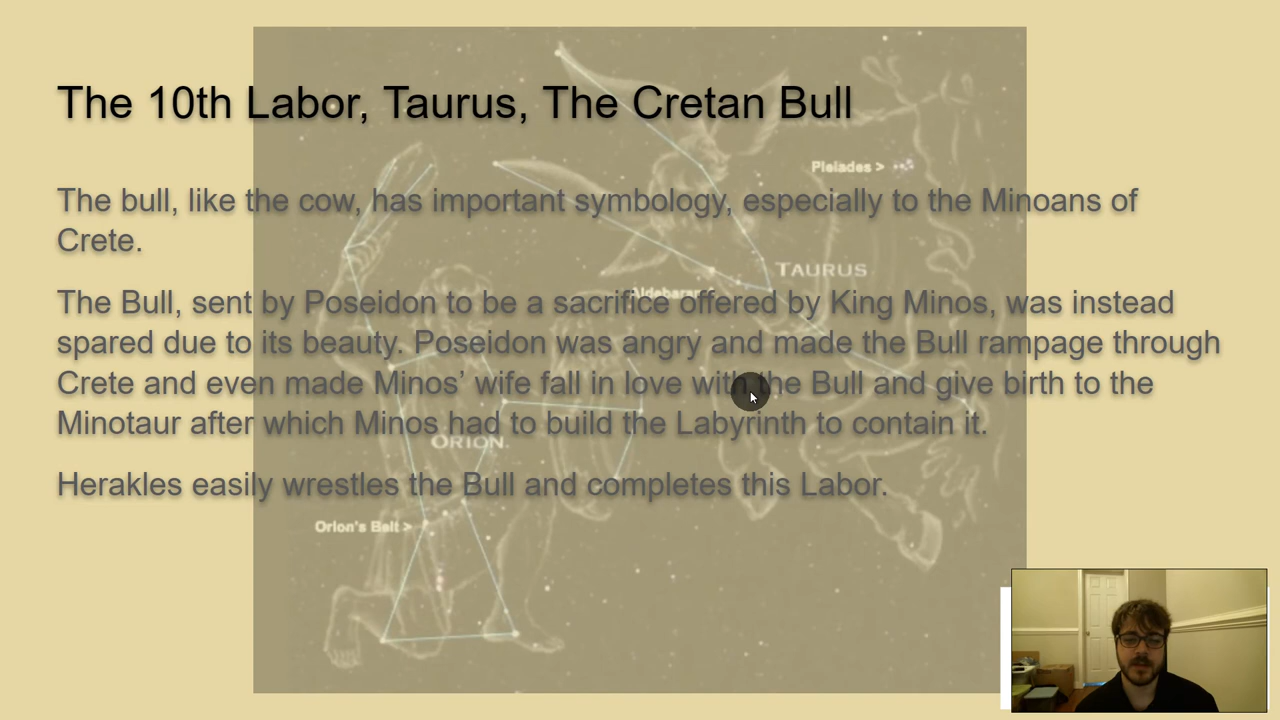 The 10th Labor, Taurus, The Cretan Bull
Pleiades >
The bull, like the cow, has important symbology, especially to the Minoans of
Crete.
TAURUS
Aldebaran
The Bull, sent by Poseidon to be a sacrifice offered by King Minos, was instead
spared due to its beauty. Poseidon was angry and made the Bull rampage through
Crete and even made Minos’ wife fall in love with the Bull and give birth to the
Minotaur after which Minos had to build the Labyrinth to contain it.
ORION
Herakles easily wrestles the Bull and completes this Labor.
Orion's Belt >